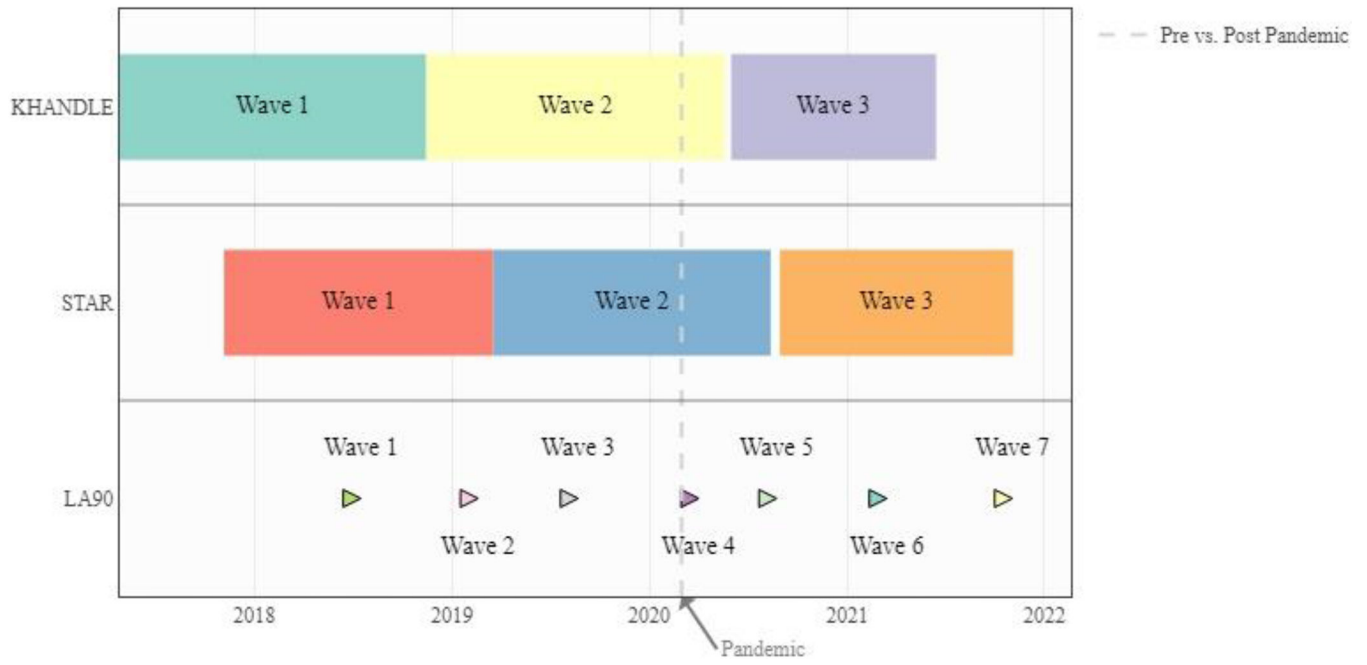 Pre vs. Post Pandemic
KHANDLE
Wave 1
Wave 2
Wave 3
STAR
Wave 1
Wave 2
Wave 3
LA90
Wave 1
Wave 3
Wave 5
Wave 7
Wave 2
Wave 4
Wave 6
2018
2019
2020
2021
2022
Pandemic